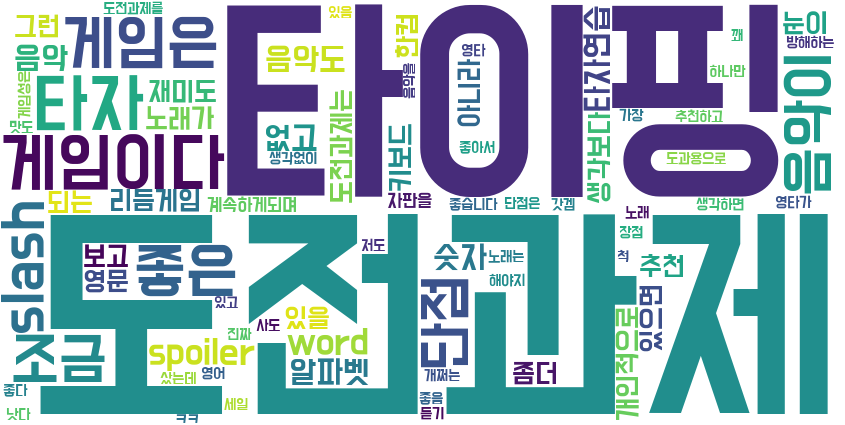 도전과제를
있음
그런
게임은
타이핑
음악
음악도
한컴
영타
타자연습
꽤
눈이
방해하는
타자
게임성은
재미도
노래가
맛도
음악을
아니라
하나만
음악이
없고
생각없이
도전과제는
키보드
좋아서
생각보다
가장
추천하고
게임이다
도과용으로
되는
리듬게임
계속하게되며
자판을
좋습니다
단점은
갓겜
노래
생각하면
영타가
slash
보고
영문
좋은
도전과제
저도
숫자
노래는
해야지
장점
척
추천
있고
있을
단점
있으면
조금
진짜
사도
spoiler
word
개인적으로
샀는데
영어
알파벳
개쩌는
좀더
좋다
좋음
낫다
ㅋㅋ
세일
듣기